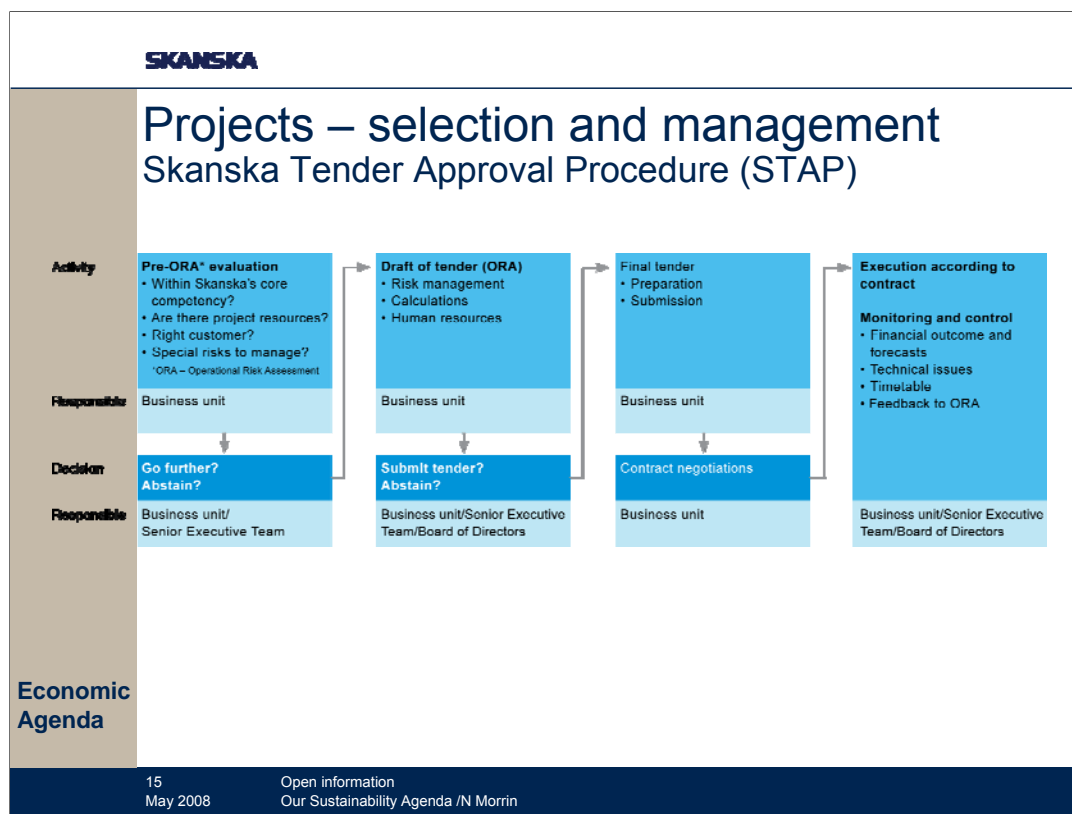 SKANSKA
Projects – selection and management
Skanska Tender Approval Procedure (STAP)
Activity
Pre-ORA* evaluation
• Within Skanska's core
competency?
• Are there project resources?
• Right customer?
• Special risks to manage?
*ORA – Operational Risk Assessment
Draft of tender (ORA)
• Risk management
• Calculations
• Human resources
Final tender
• Preparation
• Submission
Execution according to
contract
Monitoring and control
• Financial outcome and
forecasts
• Technical issues
• Timetable
• Feedback to ORA
Responsible
Business unit
Business unit
Business unit
Decision
Go further?
Abstain?
Submit tender?
Abstain?
Contract negotiations
Responsible
Business unit/
Senior Executive Team
Business unit/Senior Executive
Team/Board of Directors
Business unit
Business unit/Senior Executive
Team/Board of Directors
Economic
Agenda
15
Open information
May 2008
Our Sustainability Agenda /N Morrin